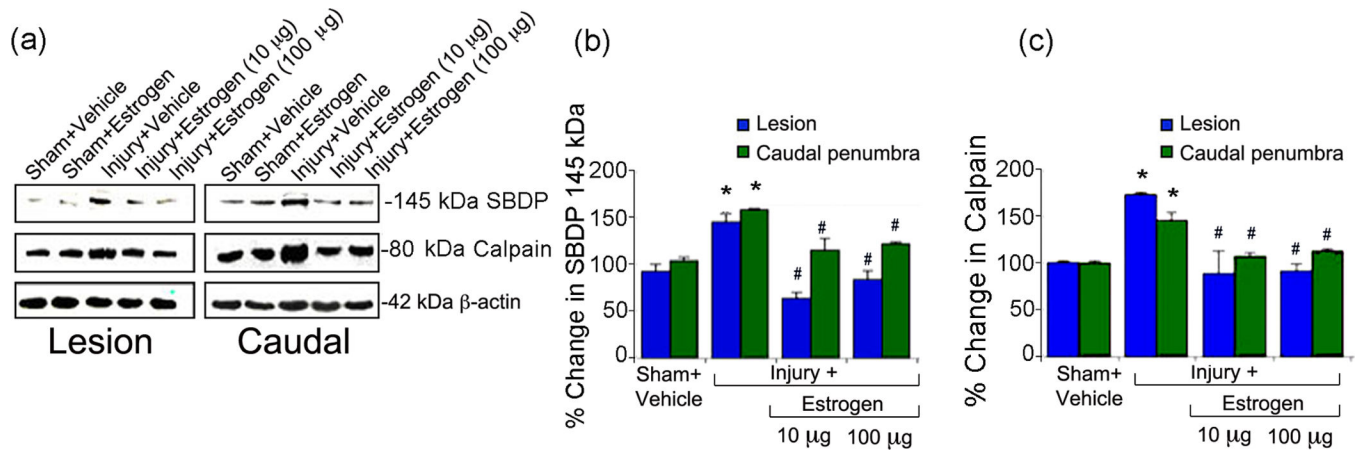 (a)
Sham+Vehicle
Sham+Estrogen
Injury+Vehicle
Injury+Estrogen (10 μg)
Injury+Estrogen (100 μg)
Sham+Vehicle
Sham+Estrogen
Injury+Vehicle
Injury+Estrogen (10 μg)
Injury+Estrogen (100 μg)
-145 kDa SBDP
-80 kDa Calpain
-42 kDa β-actin
Lesion
Caudal
(b)
% Change in SBDP 145 kDa
Lesion
Caudal penumbra
200
150
100
50
0
* *
# # # #
Sham+
Vehicle
Injury +
Estrogen
10 μg
100 μg
(c)
% Change in Calpain
Lesion
Caudal penumbra
200
150
100
50
0
* *
# # # #
Sham+
Vehicle
Injury +
Estrogen
10 μg
100 μg